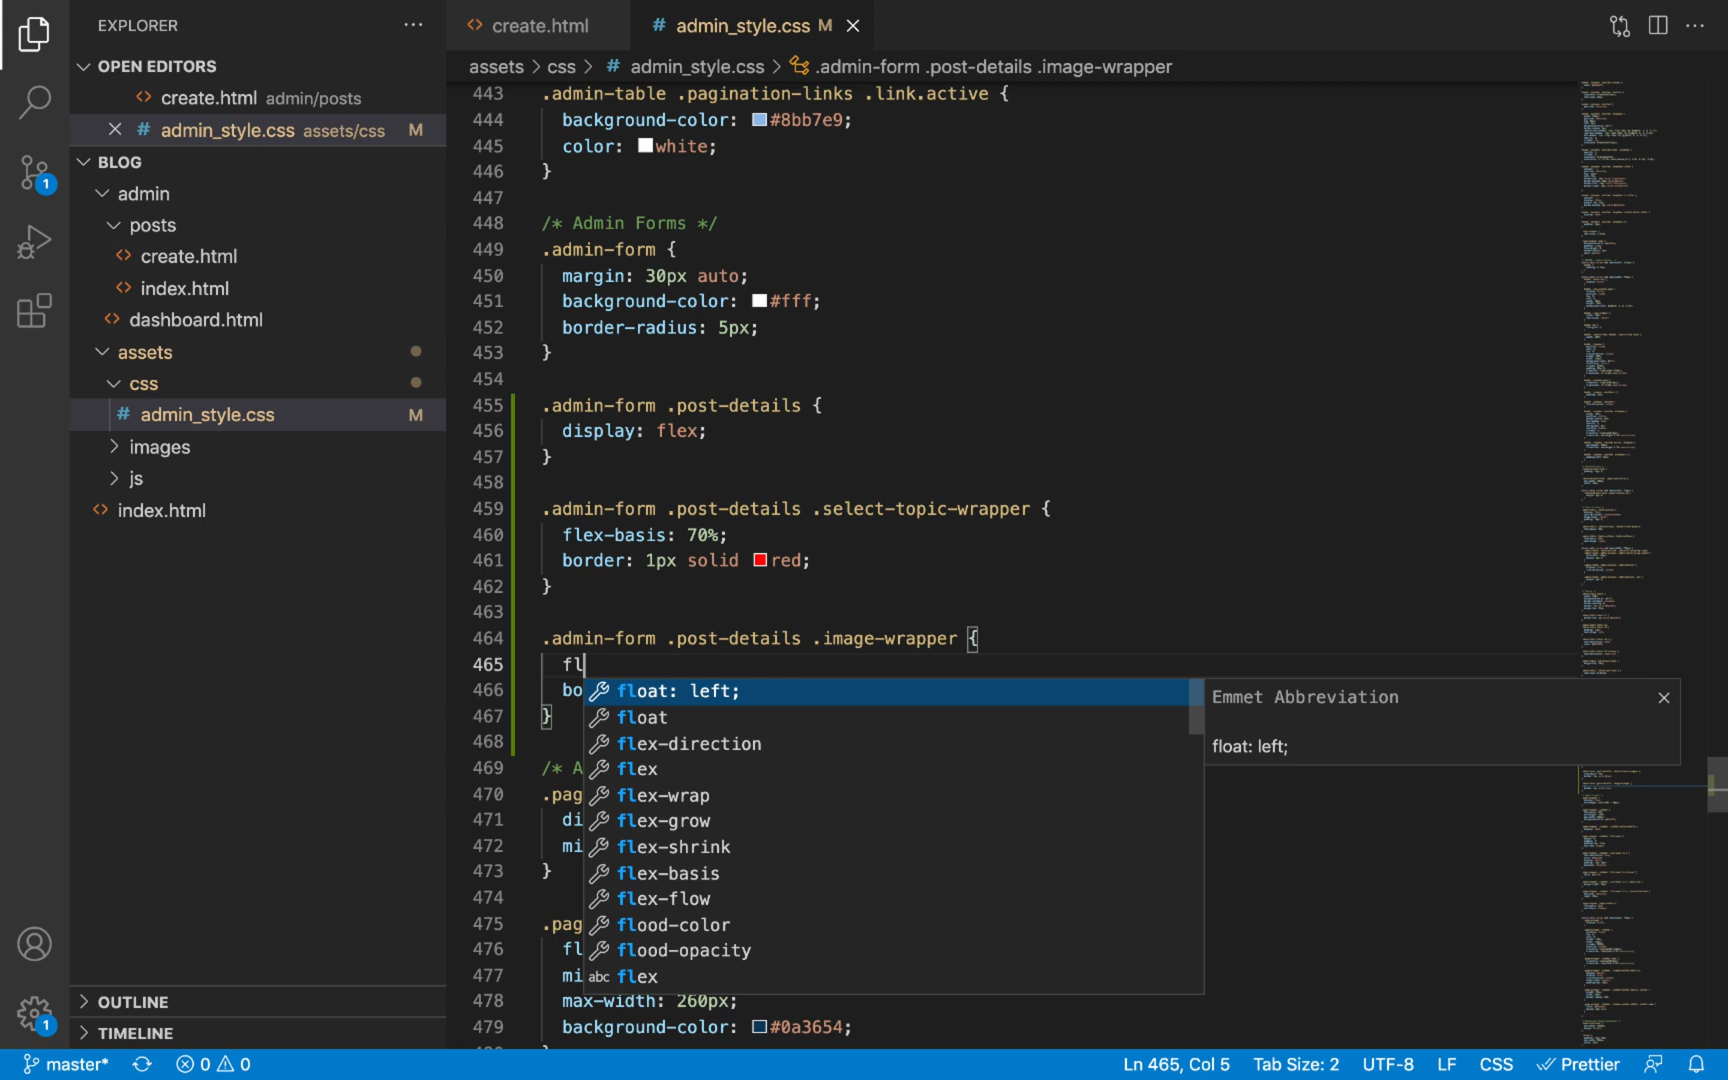 EXPLORER
OPEN EDITORS
create.html admin/posts
admin_style.css assets/css M
BLOG
admin
posts
create.html
index.html
dashboard.html
assets
css
admin_style.css M
images
js
index.html
OUTLINE
TIMELINE
create.html
# admin_style.css M
assets > css > # admin_style.css > .admin-form .post-details .image-wrapper
443 .admin-table .pagination-links .link.active {
444 background-color: #8bb7e9;
445 color: white;
446 }
447
448 /* Admin Forms */
449 .admin-form {
450 margin: 30px auto;
451 background-color: #fff;
452 border-radius: 5px;
453 }
454
455 .admin-form .post-details {
456 display: flex;
457 }
458
459 .admin-form .post-details .select-topic-wrapper {
460 flex-basis: 70%;
461 border: 1px solid red;
462 }
463
464 .admin-form .post-details .image-wrapper {
465 fl
466 bo
467 }
468
469 /* A
470 .pag
471 di
472 mi
473 }
474
475 .pag
476 fl
477 mi
478 max-width: 260px;
479 background-color: #0a3654;
float: left;
float
flex-direction
flex
flex-wrap
flex-grow
flex-shrink
flex-basis
flex-flow
flood-color
flood-opacity
abc flex
Emmet Abbreviation
float: left;
1
1
master* 0 0
Ln 465, Col 5 Tab Size: 2 UTF-8 LF CSS Prettier